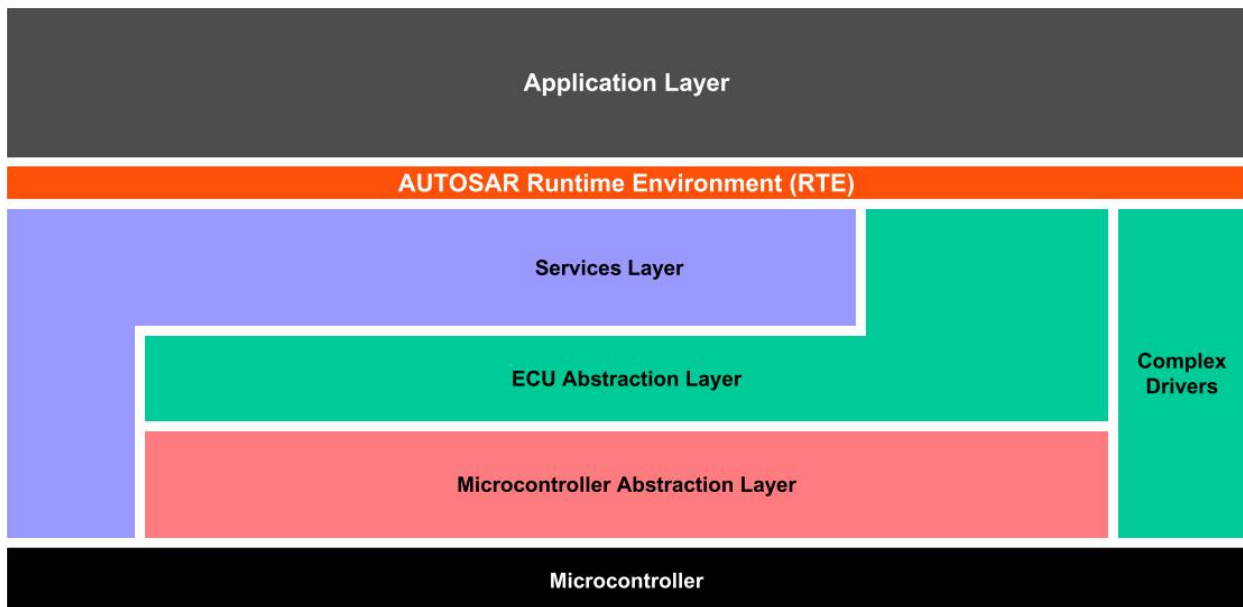 Application Layer
AUTOSAR Runtime Environment (RTE)
Services Layer
ECU Abstraction Layer
Complex
Drivers
Microcontroller Abstraction Layer
Microcontroller